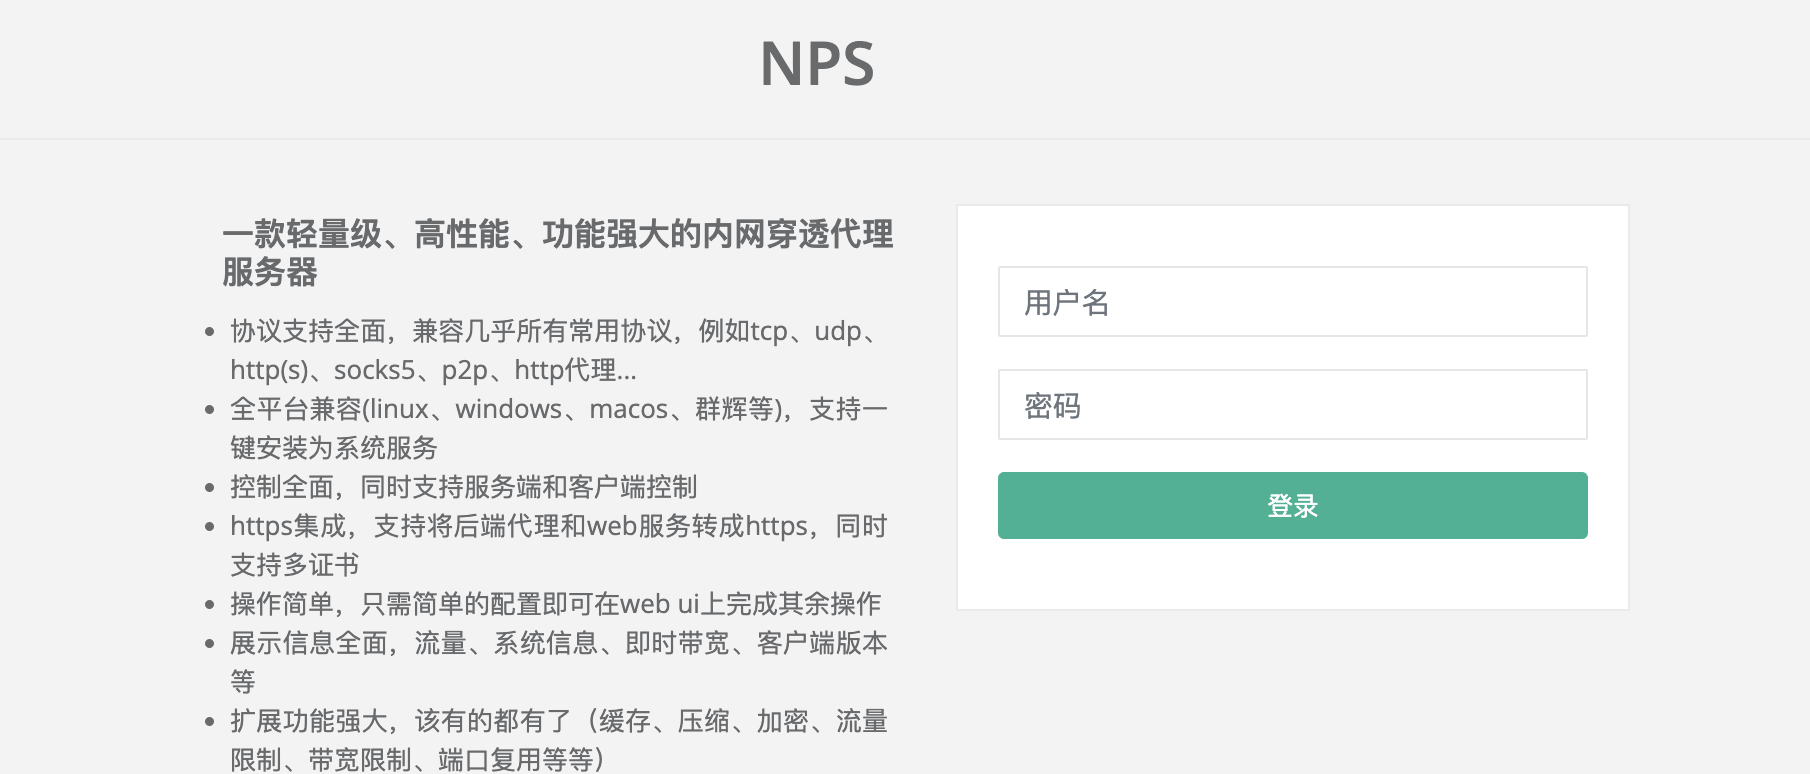 NPS
一款轻量级、高性能、功能强大的内网穿透代理
服务器
协议支持全面，兼容几乎所有常用协议，例如tcp、udp、
http(s)、socks5、p2p、http代理...
全平台兼容(linux、windows、macos、群辉等)，支持一
键安装为系统服务
控制全面，同时支持服务端和客户端控制
https集成，支持将后端代理和web服务转成https，同时
支持多证书
操作简单，只需简单的配置即可在web ui上完成其余操作
展示信息全面，流量、系统信息、即时带宽、客户端版本
等
扩展功能强大，该有的都有了（缓存、压缩、加密、流量
限制、带宽限制、端口复用等等）
用户名
密码
登录